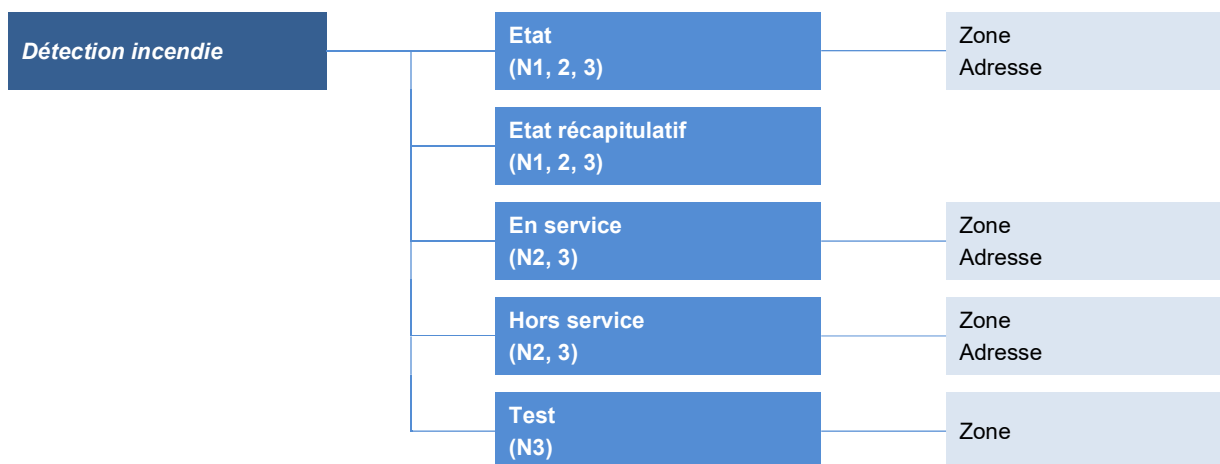 Détection incendie
Etat
(N1, 2, 3)
Zone
Adresse
Etat récapitulatif
(N1, 2, 3)
En service
(N2, 3)
Zone
Adresse
Hors service
(N2, 3)
Zone
Adresse
Test
(N3)
Zone